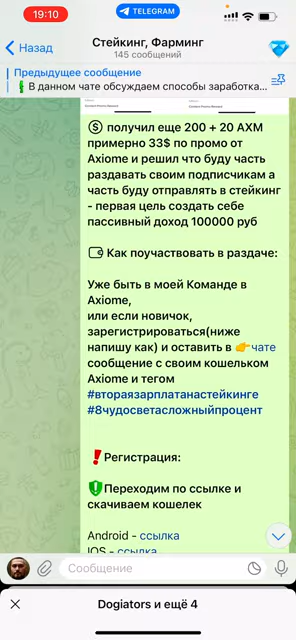 19:10
TELEGRAM
Назад
Стейкинг, Фарминг
145 сообщений
Предыдущее сообщение
В данном чате обсуждаем способы заработка...
получил еще 200 + 20 AXM
примерно 33$ по промо от
Axiome и решил что буду часть
раздавать своим подписчикам а
часть буду отправлять в стейкинг
- первая цель создать себе
пассивный доход 100000 руб
Как поучаствовать в раздаче:
Уже быть в моей Команде в
Axiome,
или если новичок,
зарегистрироваться(ниже
напишу как) и оставить в 👉чате
сообщение с своим кошельком
Axiome и тегом
#втораязарплатанастейкинге
#8чудосветасложныйпроцент
❗Регистрация:
Переходим по ссылке и
скачиваем кошелек
Android - ссылка
IOS - ссылка
Сообщение
Dogiators и ещё 4